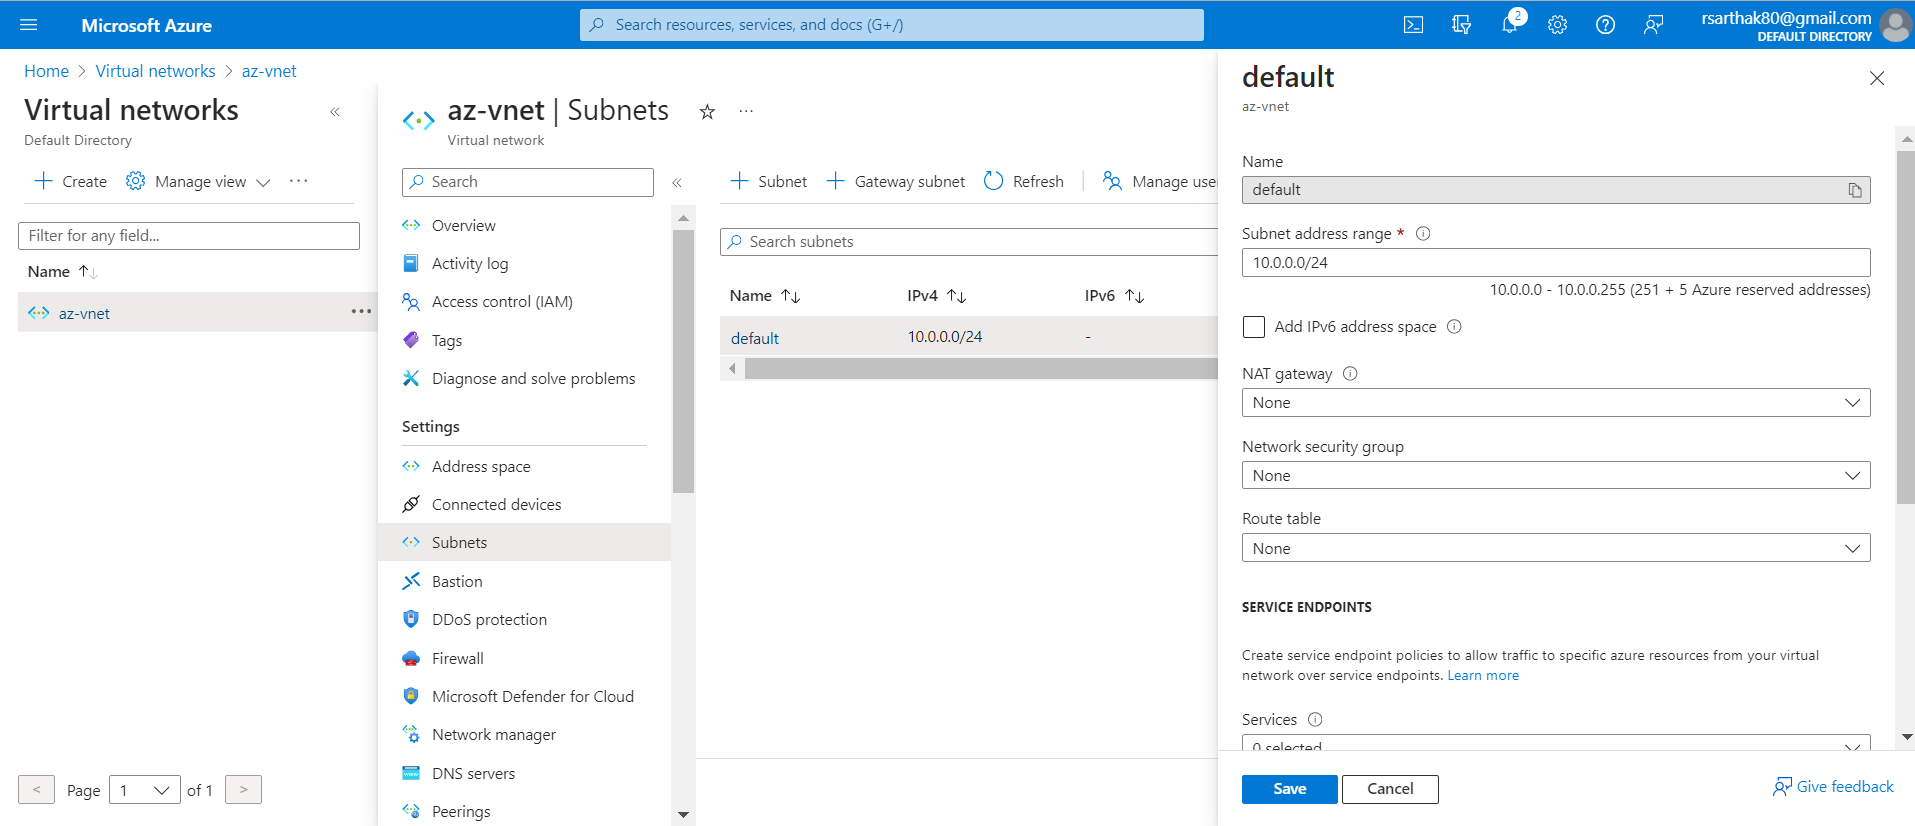 Microsoft Azure
Search resources, services, and docs (G+/)
2
rsarthak80@gmail.com
DEFAULT DIRECTORY
Home > Virtual networks > az-vnet
Virtual networks «
Default Directory
+ Create Manage view ···
Filter for any field...
Name ↑↓
az-vnet ···
< Page 1 of 1 >
az-vnet | Subnets ···
Virtual network
Search «
Overview
Activity log
Access control (IAM)
Tags
Diagnose and solve problems
Settings
Address space
Connected devices
Subnets
Bastion
DDoS protection
Firewall
Microsoft Defender for Cloud
Network manager
DNS servers
Peerings
+ Subnet + Gateway subnet Refresh Manage user
Search subnets
Name ↑↓ IPv4 ↑↓ IPv6 ↑↓
default 10.0.0.0/24 -
default
az-vnet
Name
default
Subnet address range *
10.0.0.0/24
10.0.0.0 - 10.0.0.255 (251 + 5 Azure reserved addresses)
Add IPv6 address space
NAT gateway
None
Network security group
None
Route table
None
SERVICE ENDPOINTS
Create service endpoint policies to allow traffic to specific azure resources from your virtual
network over service endpoints. Learn more
Services
0 selected
Save Cancel
Give feedback